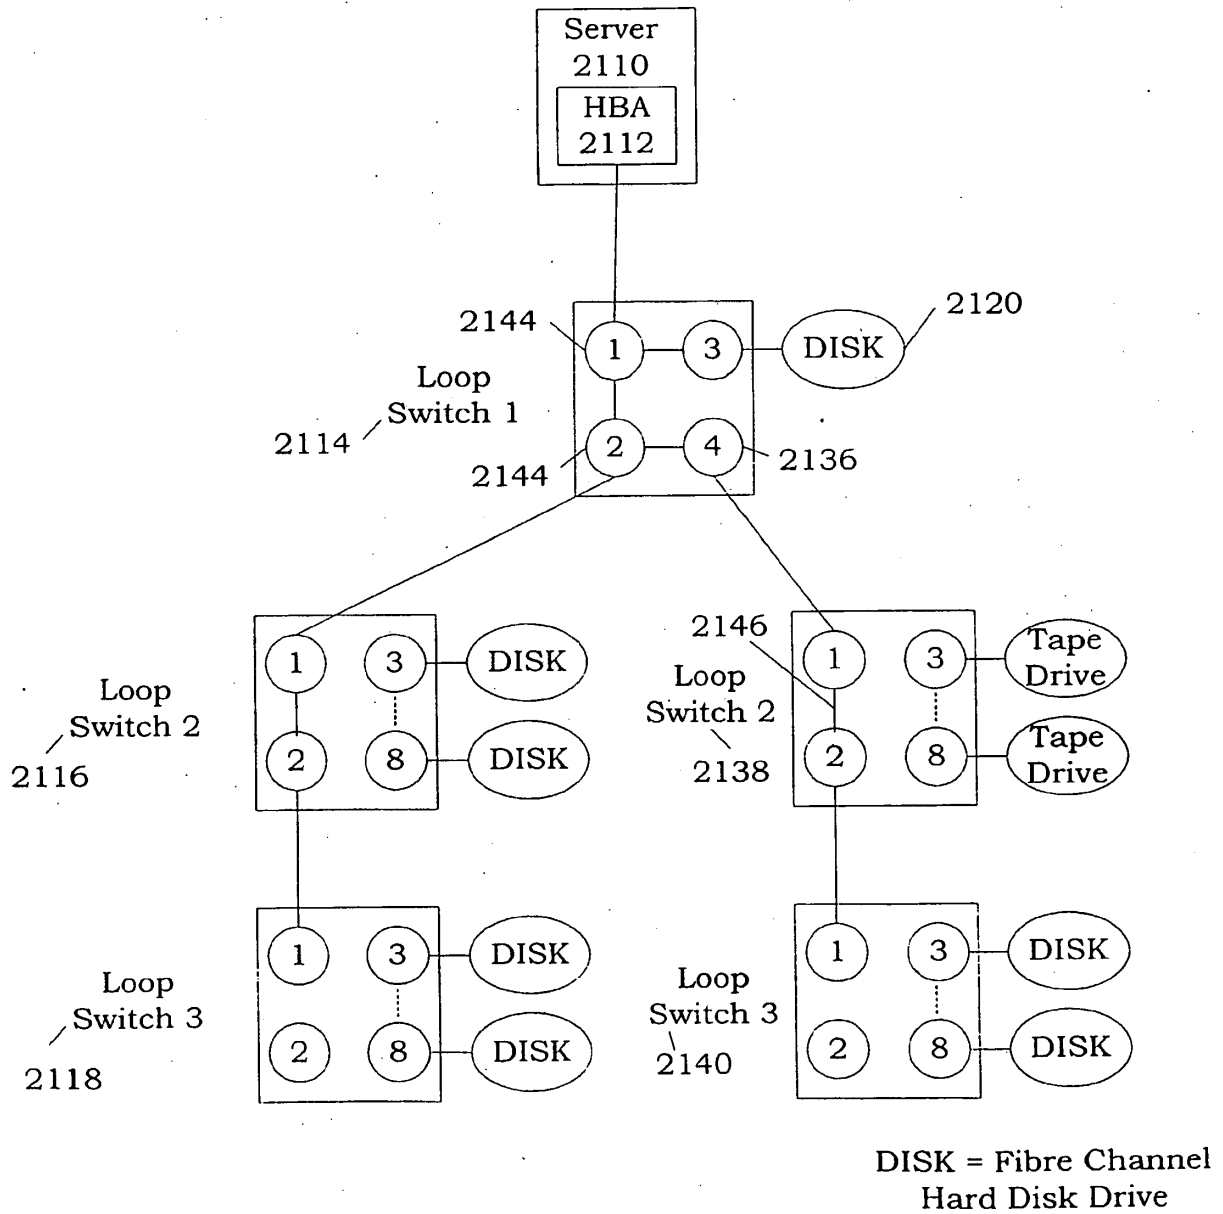 Server
2110
HBA
2112
2144
1
3
DISK
2120
Loop
Switch 1
2114
2144
2
4
2136
1
3
DISK
Loop
Switch 2
2116
2
8
DISK
2146
Loop
Switch 2
2138
1
3
Tape
Drive
2
8
Tape
Drive
Loop
Switch 3
2118
1
3
DISK
2
8
DISK
Loop
Switch 3
2140
1
3
DISK
2
8
DISK
DISK = Fibre Channel
Hard Disk Drive